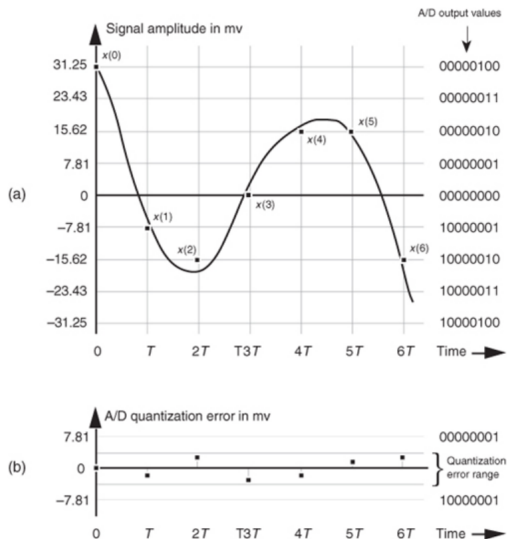 A/D output values
Signal amplitude in mv
x(0)
31.25 00000100
23.43 00000011
15.62 x(4) x(5) 00000010
7.81 00000001
(a) 0 x(3) 00000000
-7.81 x(1) 10000001
-15.62 x(2) x(6) 10000010
-23.43 10000011
-31.25 10000100
0 T 2T T3T 4T 5T 6T Time
A/D quantization error in mv
7.81 00000001
(b) 0 Quantization
error range
-7.81 10000001
0 T 2T T3T 4T 5T 6T Time